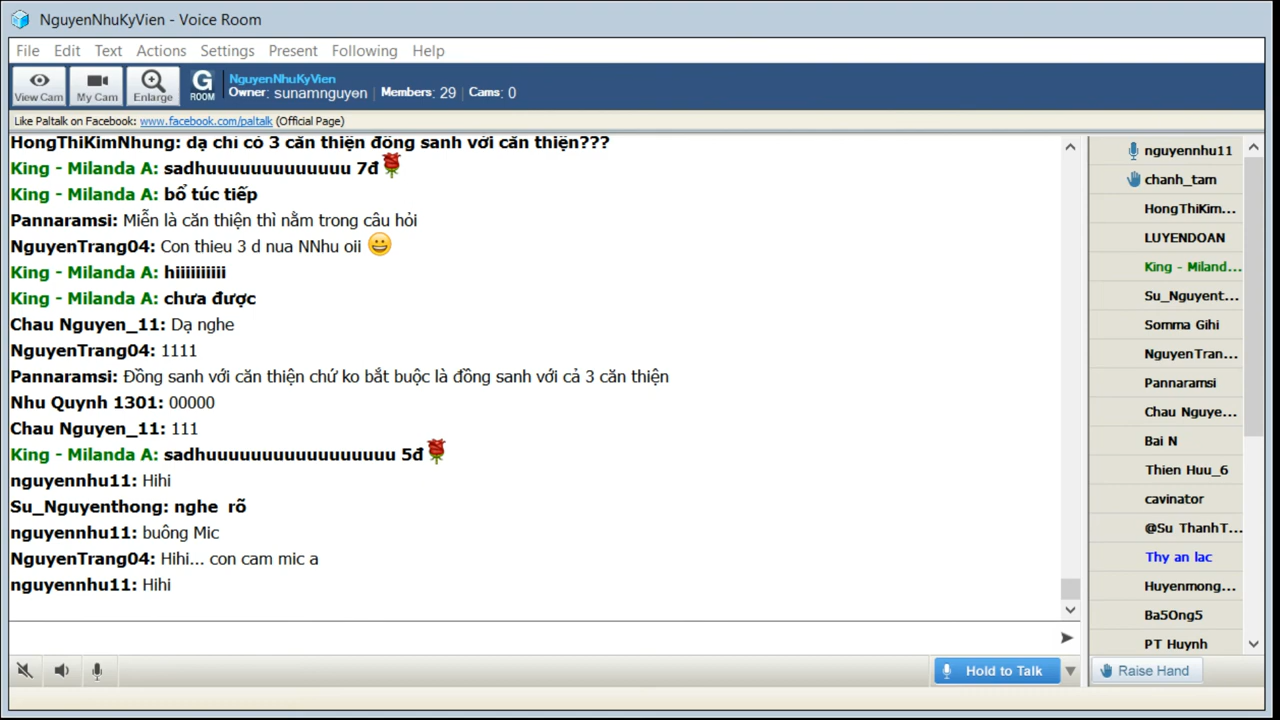 NguyenNhuKyVien - Voice Room
File Edit Text Actions Settings Present Following Help
View Cam My Cam Enlarge G ROOM NguyenNhuKyVien
Owner: sunamnguyen | Members: 29 | Cams: 0
Like Paltalk on Facebook: www.facebook.com/paltalk (Official Page)
HongThiKimNhung: dạ chỉ có 3 căn thiện đồng sanh với căn thiện???
King - Milanda A: sadhuuuuuuuuuuuuu 7đ
King - Milanda A: bổ túc tiếp
Pannaramsi: Miễn là căn thiện thì nằm trong câu hỏi
NguyenTrang04: Con thieu 3 d nua NNhu oii
King - Milanda A: hiiiiiiiiii
King - Milanda A: chưa được
Chau Nguyen_11: Dạ nghe
NguyenTrang04: 1111
Pannaramsi: Đồng sanh với căn thiện chứ ko bắt buộc là đồng sanh với cả 3 căn thiện
Nhu Quynh 1301: 00000
Chau Nguyen_11: 111
King - Milanda A: sadhuuuuuuuuuuuuuuuuu 5đ
nguyennhu11: Hihi
Su_Nguyenthong: nghe rõ
nguyennhu11: buông Mic
NguyenTrang04: Hihi... con cam mic a
nguyennhu11: Hihi
nguyennhu11
chanh_tam
HongThiKim...
LUYENDOAN
King - Miland...
Su_Nguyent...
Somma Gihi
NguyenTran...
Pannaramsi
Chau Nguye...
Bai N
Thien Huu_6
cavinator
@Su ThanhT...
Thy an lac
Huyenmong...
Ba5Ong5
PT Huynh
Hold to Talk
Raise Hand